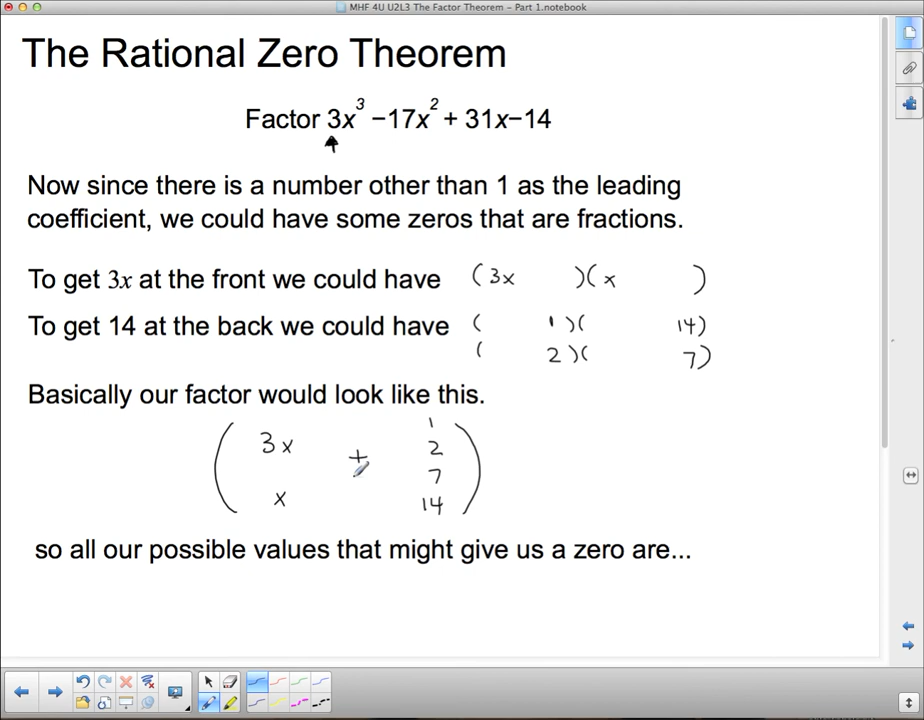 MHF 4U U2L3 The Factor Theorem – Part 1.notebook
The Rational Zero Theorem
Factor 3x³ −17x² + 31x−14
Now since there is a number other than 1 as the leading
coefficient, we could have some zeros that are fractions.
To get 3x at the front we could have (3x )(x )
To get 14 at the back we could have ( 1)( 14)
( 2)( 7)
Basically our factor would look like this.
1
( 3x + 2 )
7
x 14
so all our possible values that might give us a zero are...